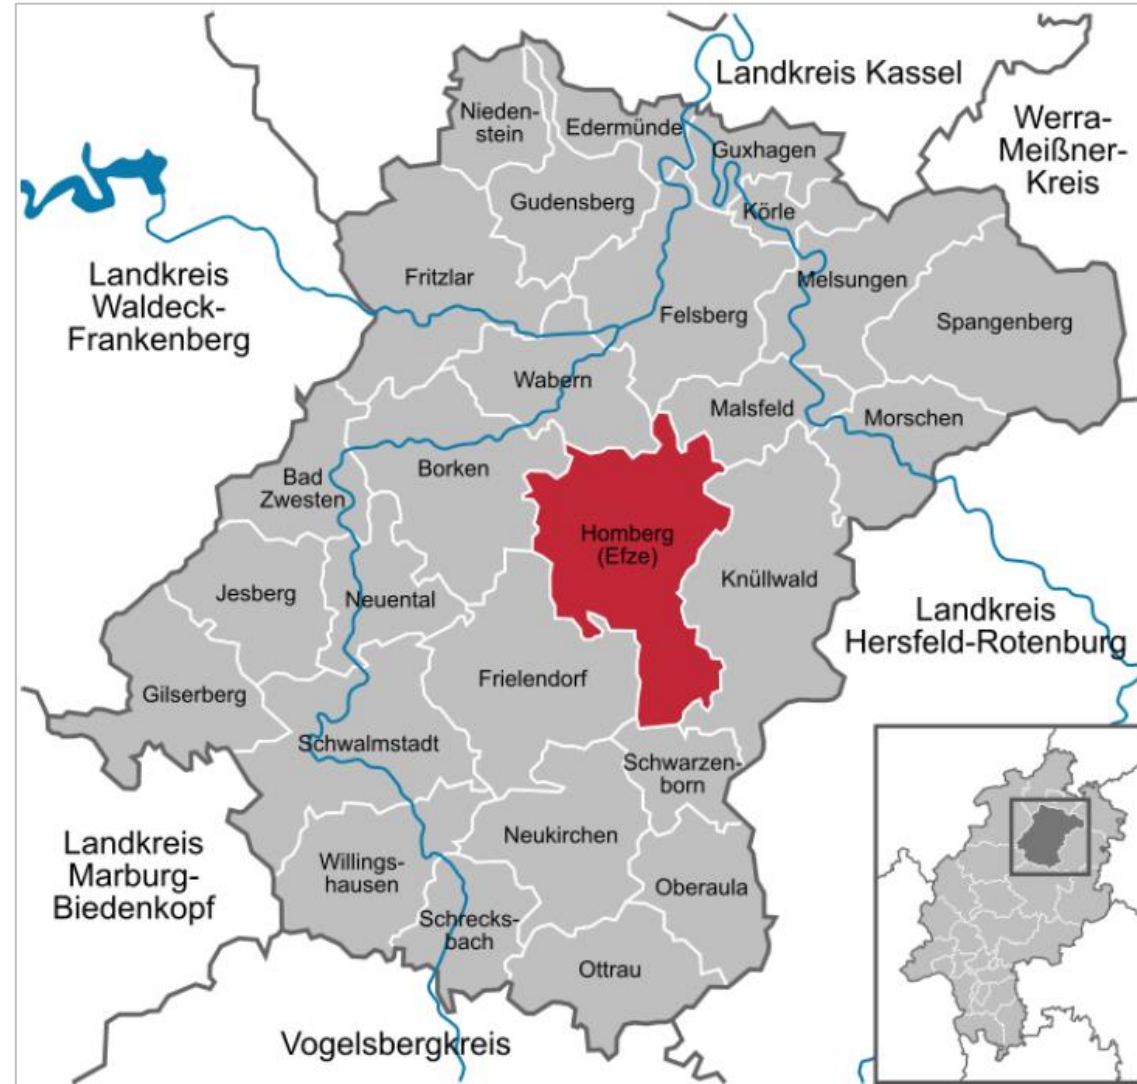 Landkreis Kassel
Werra-
Meißner-
Kreis
Nieden-
stein
Edermünde
Guxhagen
Gudensberg
Körle
Landkreis
Waldeck-
Frankenberg
Fritzlar
Melsungen
Felsberg
Spangenberg
Wabern
Malsfeld
Morschen
Bad
Zwesten
Borken
Homberg
(Efze)
Knüllwald
Jesberg
Neuental
Landkreis
Hersfeld-Rotenburg
Gilserberg
Frielendorf
Schwalmstadt
Schwarzen-
born
Landkreis
Marburg-
Biedenkopf
Willings-
hausen
Neukirchen
Oberaula
Schrecks-
bach
Ottrau
Vogelsbergkreis